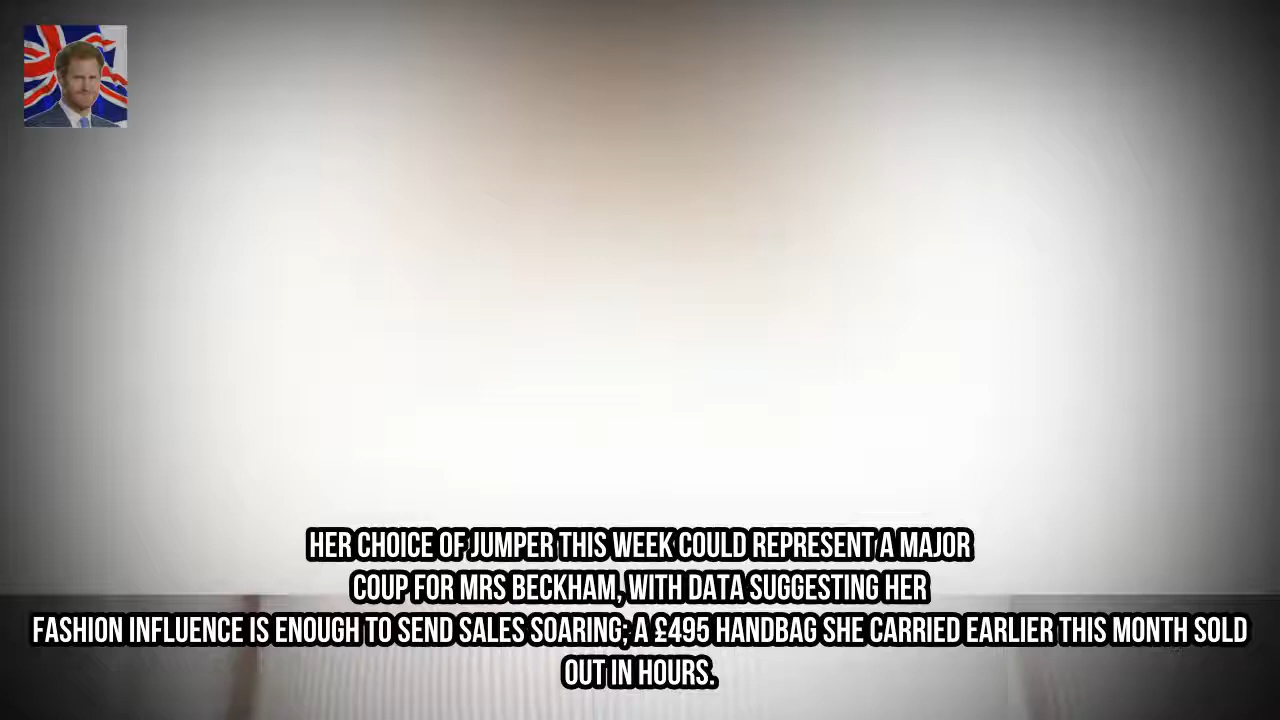 HER CHOICE OF JUMPER THIS WEEK COULD REPRESENT A MAJOR
COUP FOR MRS BECKHAM, WITH DATA SUGGESTING HER
FASHION INFLUENCE IS ENOUGH TO SEND SALES SOARING; A £495 HANDBAG SHE CARRIED EARLIER THIS MONTH SOLD
OUT IN HOURS.